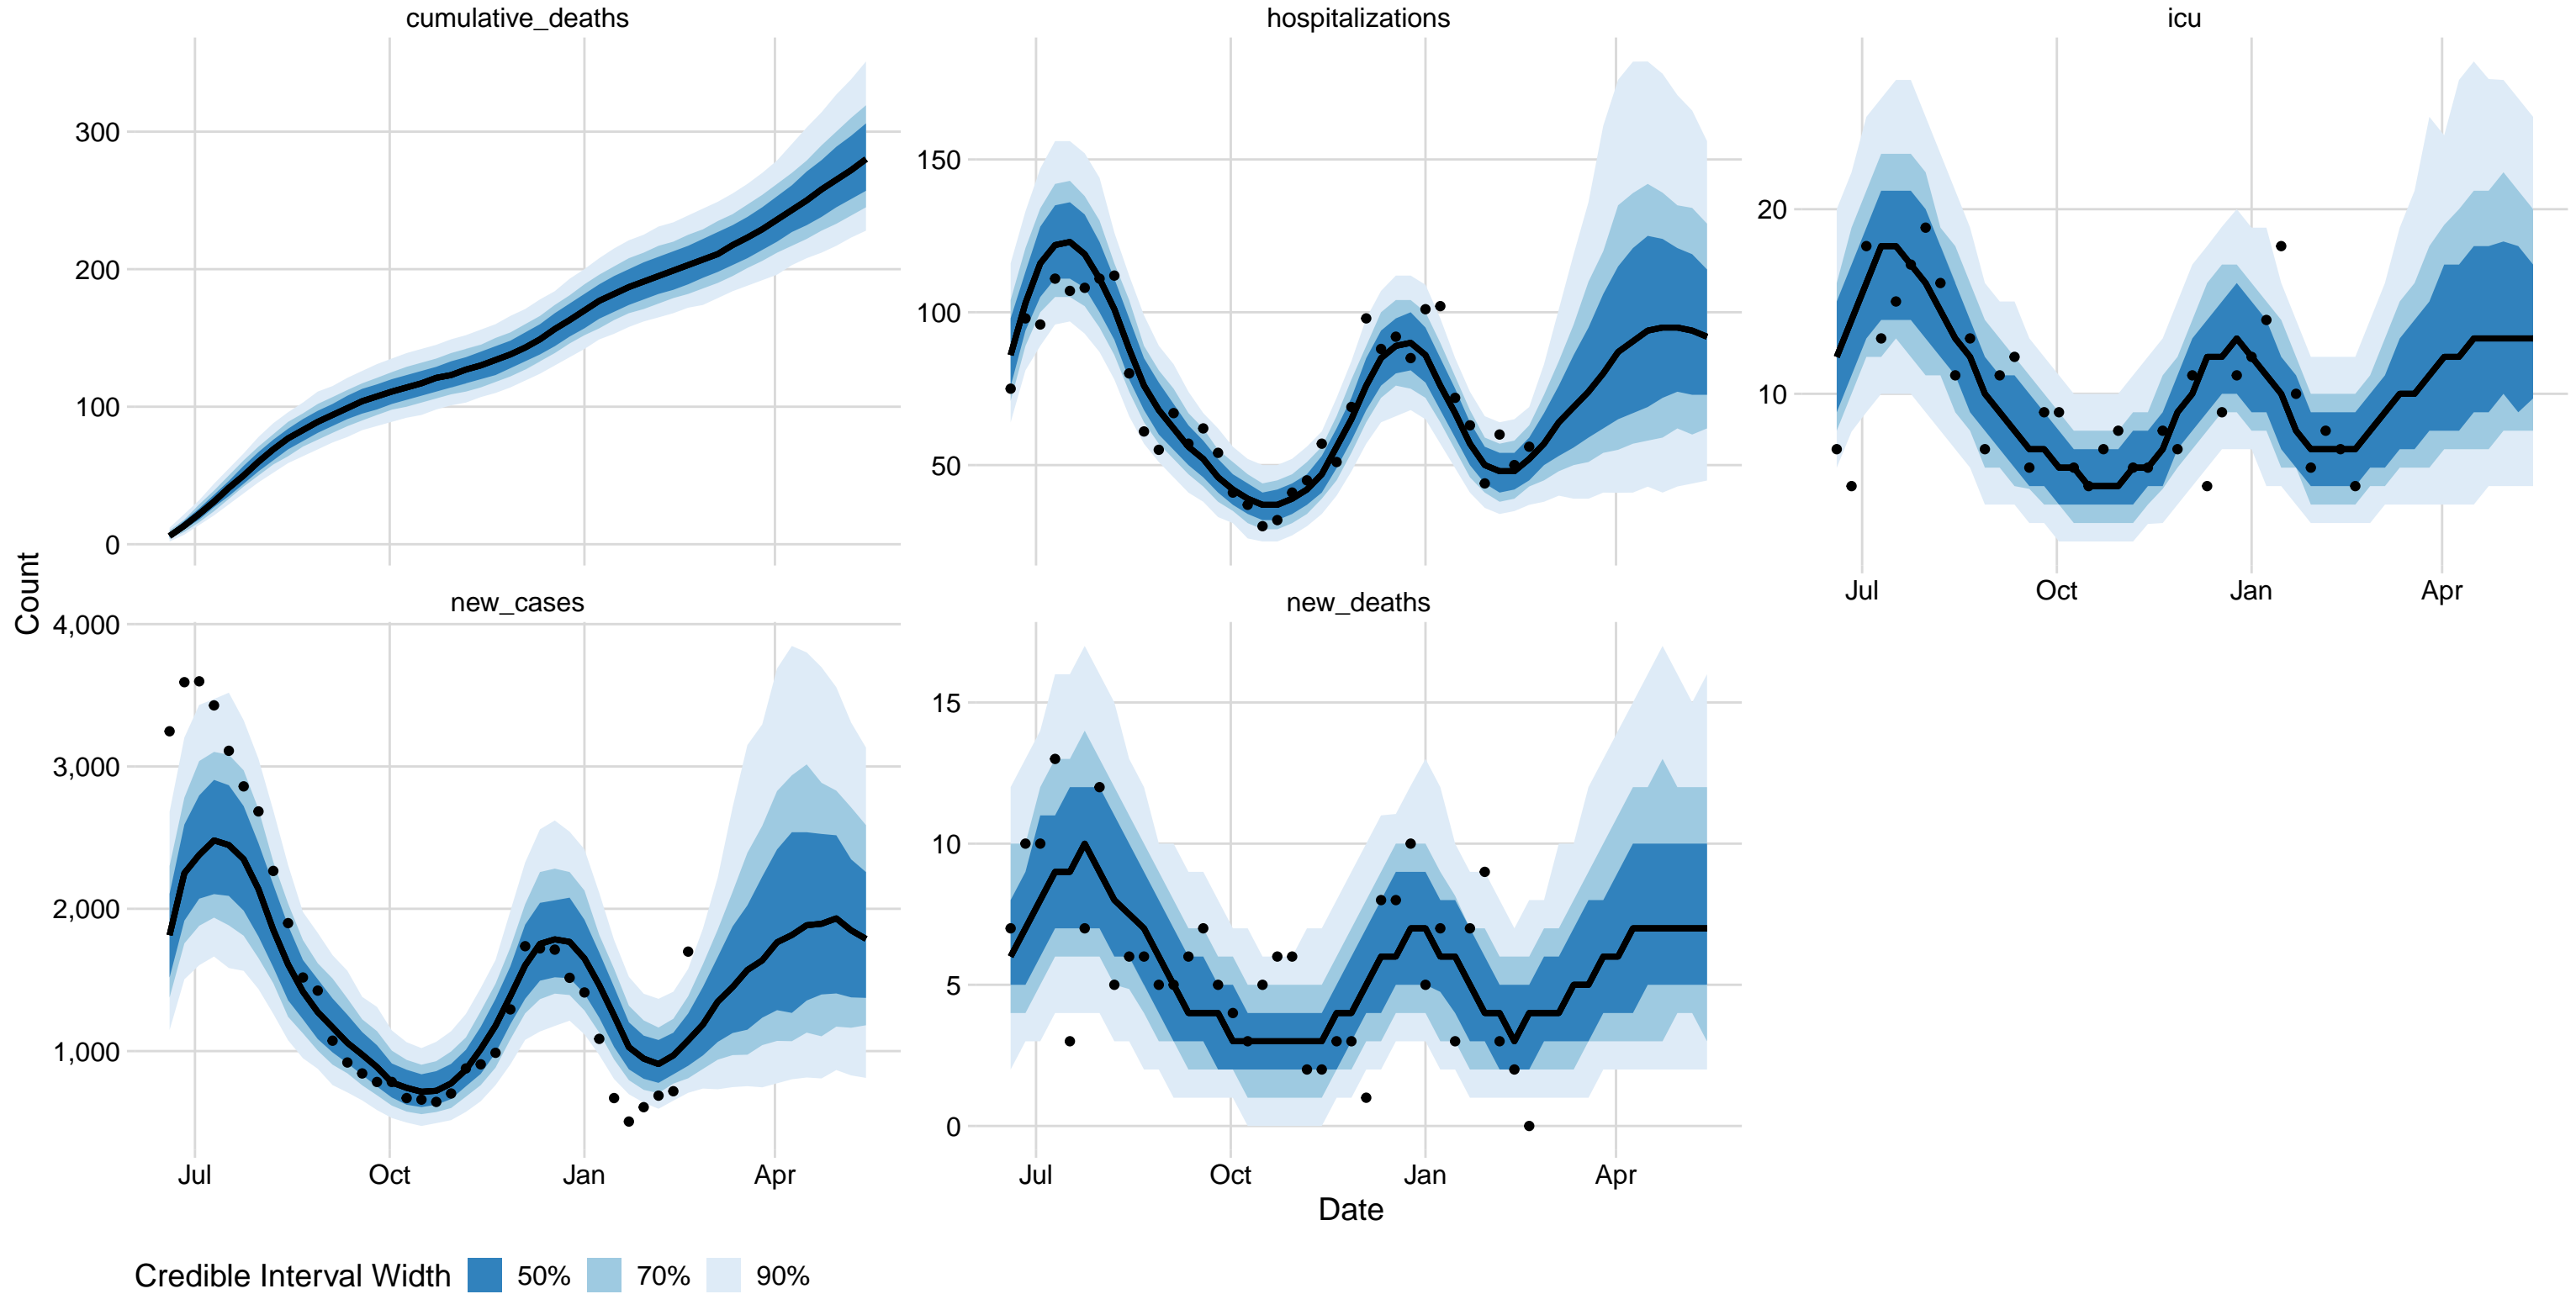 cumulative_deaths
hospitalizations
icu
300
200
100
0
150
100
50
20
10
Jul
Oct
Jan
Apr
Count
new_cases
new_deaths
4,000
3,000
2,000
1,000
15
10
5
0
Jul
Oct
Jan
Apr
Jul
Oct
Jan
Apr
Date
Credible Interval Width 50% 70% 90%